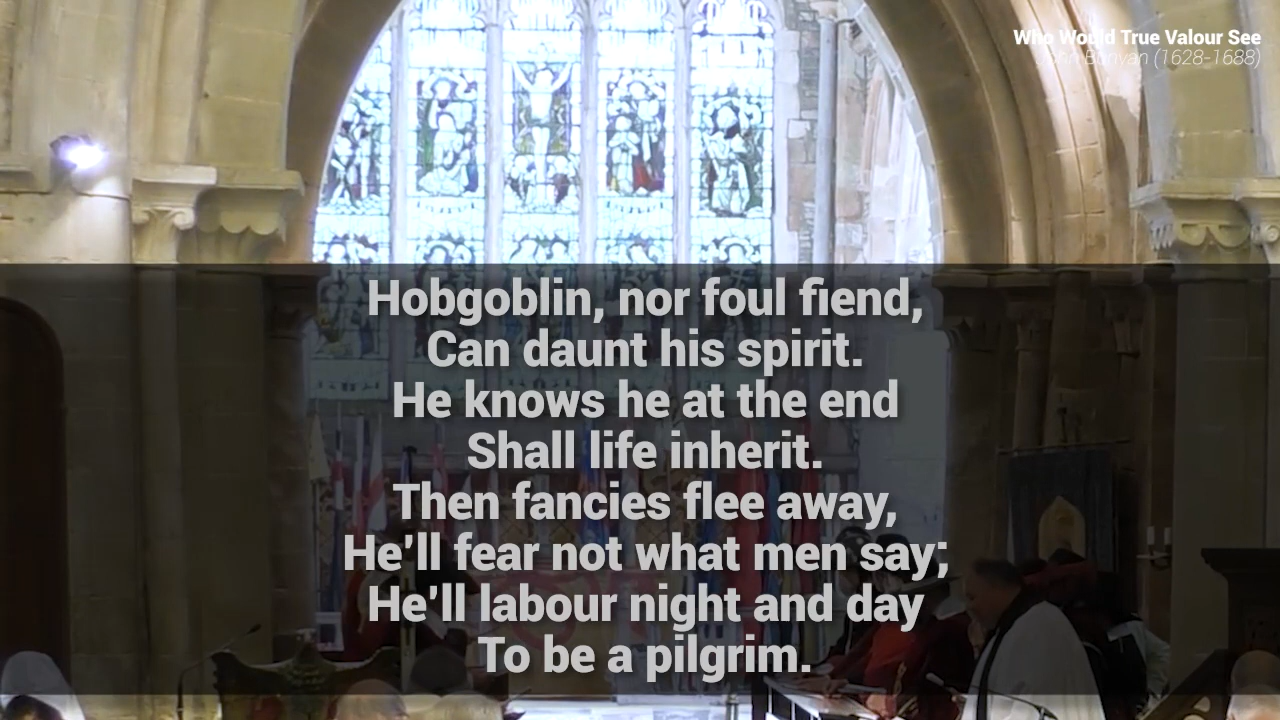 Who Would True Valour See
John Bunyan (1628-1688)
Hobgoblin, nor foul fiend,
Can daunt his spirit.
He knows he at the end
Shall life inherit.
Then fancies flee away,
He’ll fear not what men say;
He’ll labour night and day
To be a pilgrim.